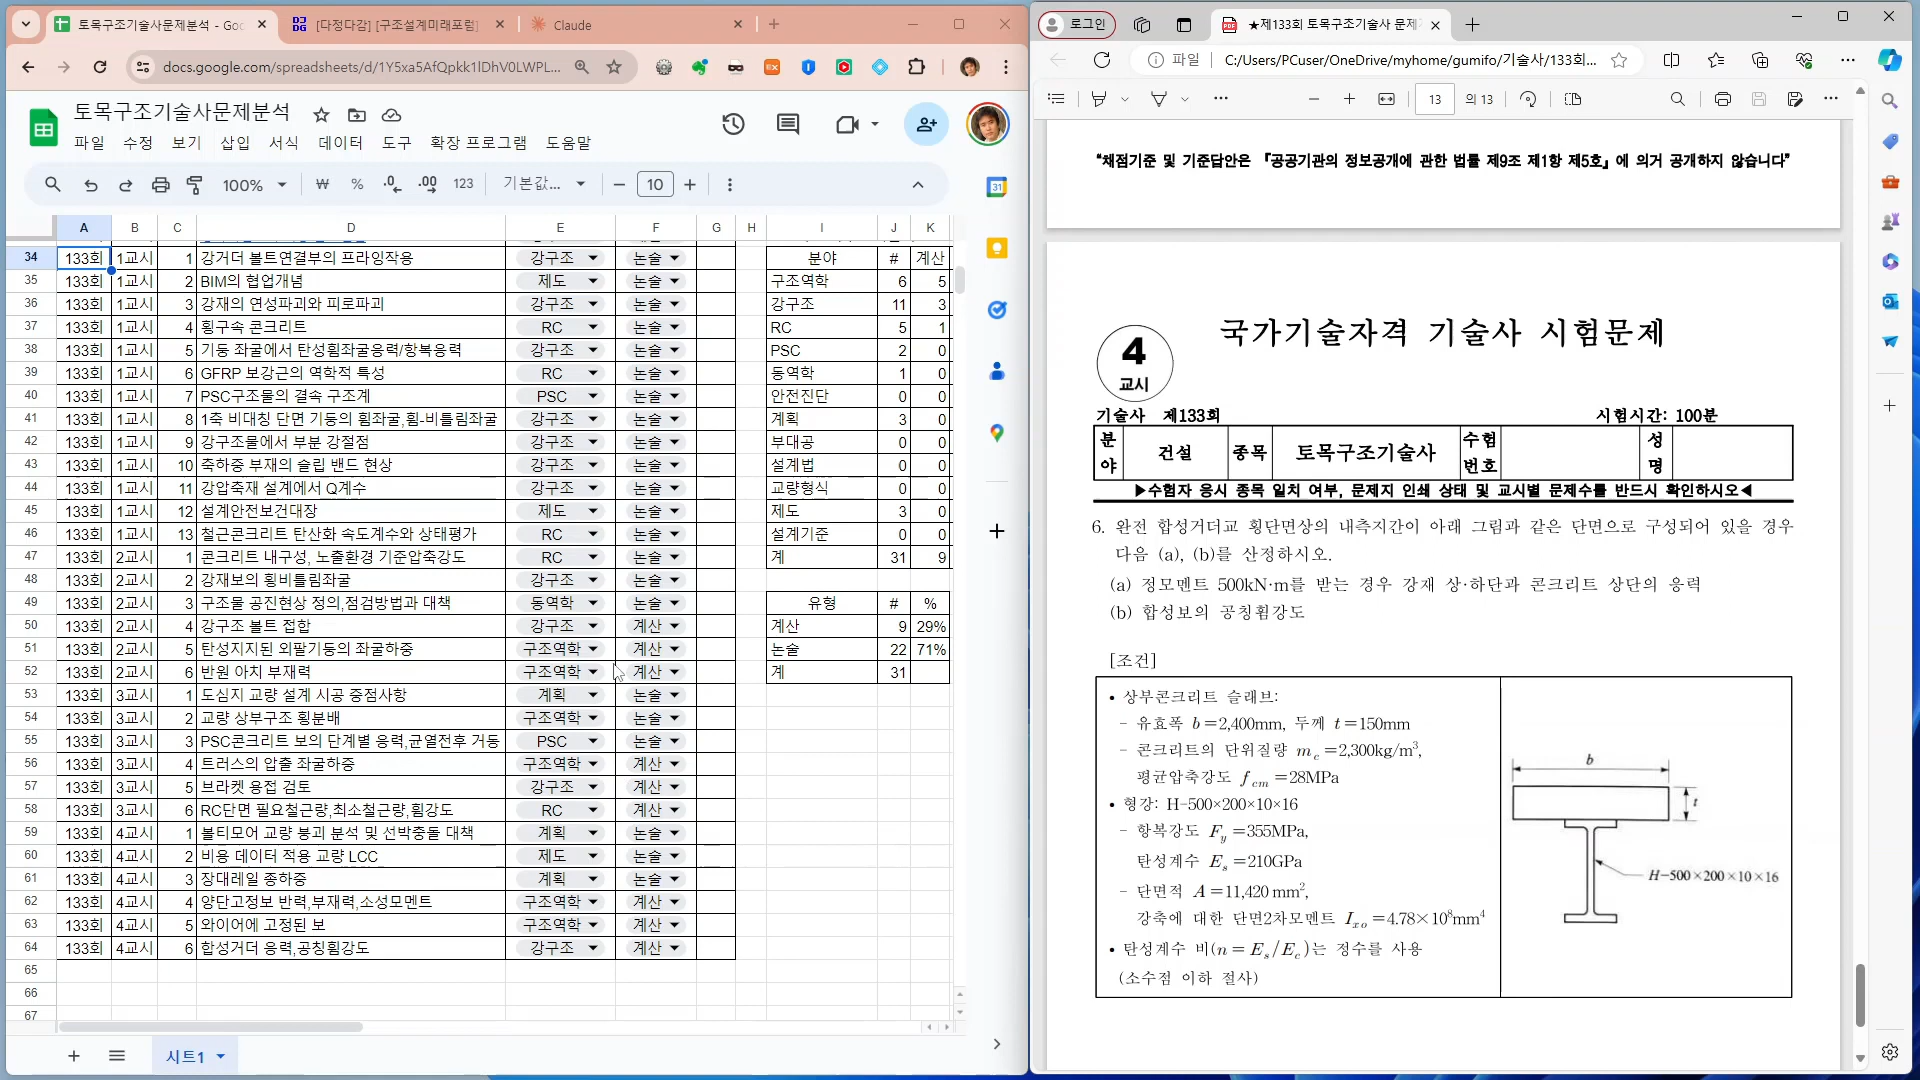 토목구조기술사문제분석 - Goo
[다정다감] [구조설계미래포럼]
Claude
docs.google.com/spreadsheets/d/1Y5xa5AfQpkk1lDhV0LWPL...
토목구조기술사문제분석
파일 수정 보기 삽입 서식 데이터 도구 확장 프로그램 도움말
100% ₩ % .0 .00 123 기본값... − 10 +
A B C D E F G H I J K
34 133회 1교시 1 강거더 볼트연결부의 프라잉작용 강구조 논술
35 133회 1교시 2 BIM의 협업개념 제도 논술
36 133회 1교시 3 강재의 연성파괴와 피로파괴 강구조 논술
37 133회 1교시 4 횡구속 콘크리트 RC 논술
38 133회 1교시 5 기둥 좌굴에서 탄성휨좌굴응력/항복응력 강구조 논술
39 133회 1교시 6 GFRP 보강근의 역학적 특성 RC 논술
40 133회 1교시 7 PSC구조물의 결속 구조계 PSC 논술
41 133회 1교시 8 1축 비대칭 단면 기둥의 휨좌굴,휨-비틀림좌굴 강구조 논술
42 133회 1교시 9 강구조물에서 부분 강절점 강구조 논술
43 133회 1교시 10 축하중 부재의 슬립 밴드 현상 강구조 논술
44 133회 1교시 11 강압축재 설계에서 Q계수 강구조 논술
45 133회 1교시 12 설계안전보건대장 제도 논술
46 133회 1교시 13 철근콘크리트 탄산화 속도계수와 상태평가 RC 논술
47 133회 2교시 1 콘크리트 내구성, 노출환경 기준압축강도 RC 논술
48 133회 2교시 2 강재보의 횡비틀림좌굴 강구조 논술
49 133회 2교시 3 구조물 공진현상 정의,점검방법과 대책 동역학 논술
50 133회 2교시 4 강구조 볼트 접합 강구조 계산
51 133회 2교시 5 탄성지지된 외팔기둥의 좌굴하중 구조역학 계산
52 133회 2교시 6 반원 아치 부재력 구조역학 계산
53 133회 3교시 1 도심지 교량 설계 시공 중점사항 계획 논술
54 133회 3교시 2 교량 상부구조 횡분배 구조역학 논술
55 133회 3교시 3 PSC콘크리트 보의 단계별 응력,균열전후 거동 PSC 논술
56 133회 3교시 4 트러스의 압출 좌굴하중 구조역학 계산
57 133회 3교시 5 브라켓 용접 검토 강구조 계산
58 133회 3교시 6 RC단면 필요철근량,최소철근량,휨강도 RC 계산
59 133회 4교시 1 볼티모어 교량 붕괴 분석 및 선박충돌 대책 계획 논술
60 133회 4교시 2 비용 데이터 적용 교량 LCC 제도 논술
61 133회 4교시 3 장대레일 종하중 계획 논술
62 133회 4교시 4 양단고정보 반력,부재력,소성모멘트 구조역학 계산
63 133회 4교시 5 와이어에 고정된 보 구조역학 계산
64 133회 4교시 6 합성거더 응력,공칭휨강도 강구조 계산
65
66
67
분야 # 계산
구조역학 6 5
강구조 11 3
RC 5 1
PSC 2 0
동역학 1 0
안전진단 0 0
계획 3 0
부대공 0 0
설계법 0 0
교량형식 0 0
제도 3 0
설계기준 0 0
계 31 9
유형 # %
계산 9 29%
논술 22 71%
계 31
시트1
로그인
★제133회 토목구조기술사 문제
파일 C:/Users/PCuser/OneDrive/myhome/gumifo/기술사/133회...
13 의 13
“채점기준 및 기준답안은 『공공기관의 정보공개에 관한 법률 제9조 제1항 제5호』에 의거 공개하지 않습니다”
국가기술자격 기술사 시험문제
4
교시
기술사 제133회 시험시간: 100분
분야 건설 종목 토목구조기술사 수험번호 성명
▶수험자 응시 종목 일치 여부, 문제지 인쇄 상태 및 교시별 문제수를 반드시 확인하시오◀
6. 완전 합성거더교 횡단면상의 내측지간이 아래 그림과 같은 단면으로 구성되어 있을 경우
다음 (a), (b)를 산정하시오.
(a) 정모멘트 500kN·m를 받는 경우 강재 상·하단과 콘크리트 상단의 응력
(b) 합성보의 공칭휨강도
[조건]
• 상부콘크리트 슬래브:
− 유효폭 b=2,400mm, 두께 t=150mm
− 콘크리트의 단위질량 m_c=2,300kg/m³,
평균압축강도 f_cm=28MPa
• 형강: H-500×200×10×16
− 항복강도 F_y=355MPa,
탄성계수 E_s=210GPa
− 단면적 A=11,420mm²,
강축에 대한 단면2차모멘트 I_xo=4.78×10⁸mm⁴
• 탄성계수 비(n=E_s/E_c)는 정수를 사용
(소수점 이하 절사)
b
t
H-500×200×10×16